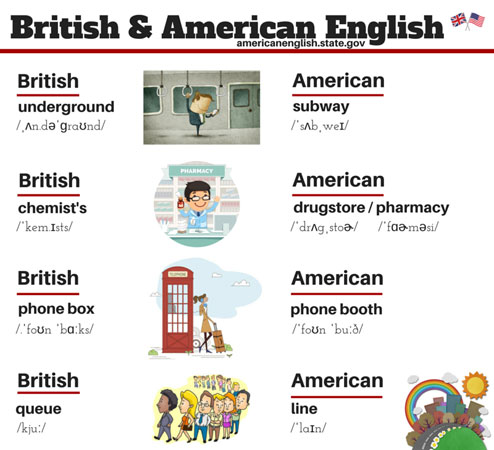 British & American English
americanenglish.state.gov
British
American
underground
subway
/ˌʌn.dəˈɡraʊnd/
/ˈsʌbˌweɪ/
PHARMACY
British
American
chemist's
drugstore / pharmacy
/ˈkem.ɪsts/
/ˈdrʌɡˌstoɚ/ /ˈfɑɚməsi/
British
American
TELEPHONE
phone box
phone booth
/.ˈfoʊn ˈbɑːks/
/ˈfoʊn ˈbuːð/
British
American
queue
line
/kjuː/
/ˈlaɪn/